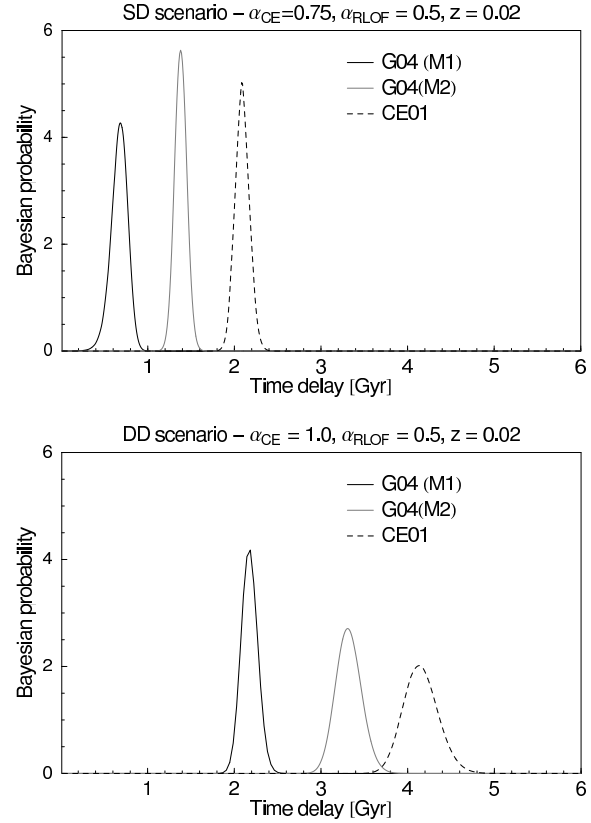 SD scenario – αCE=0.75, αRLOF = 0.5, z = 0.02
6
G04 (M1)
G04(M2)
CE01
4
2
0
Bayesian probability
1 2 3 4 5 6
Time delay [Gyr]
DD scenario – αCE = 1.0, αRLOF = 0.5, z = 0.02
6
G04 (M1)
G04(M2)
CE01
4
2
0
Bayesian probability
1 2 3 4 5 6
Time delay [Gyr]